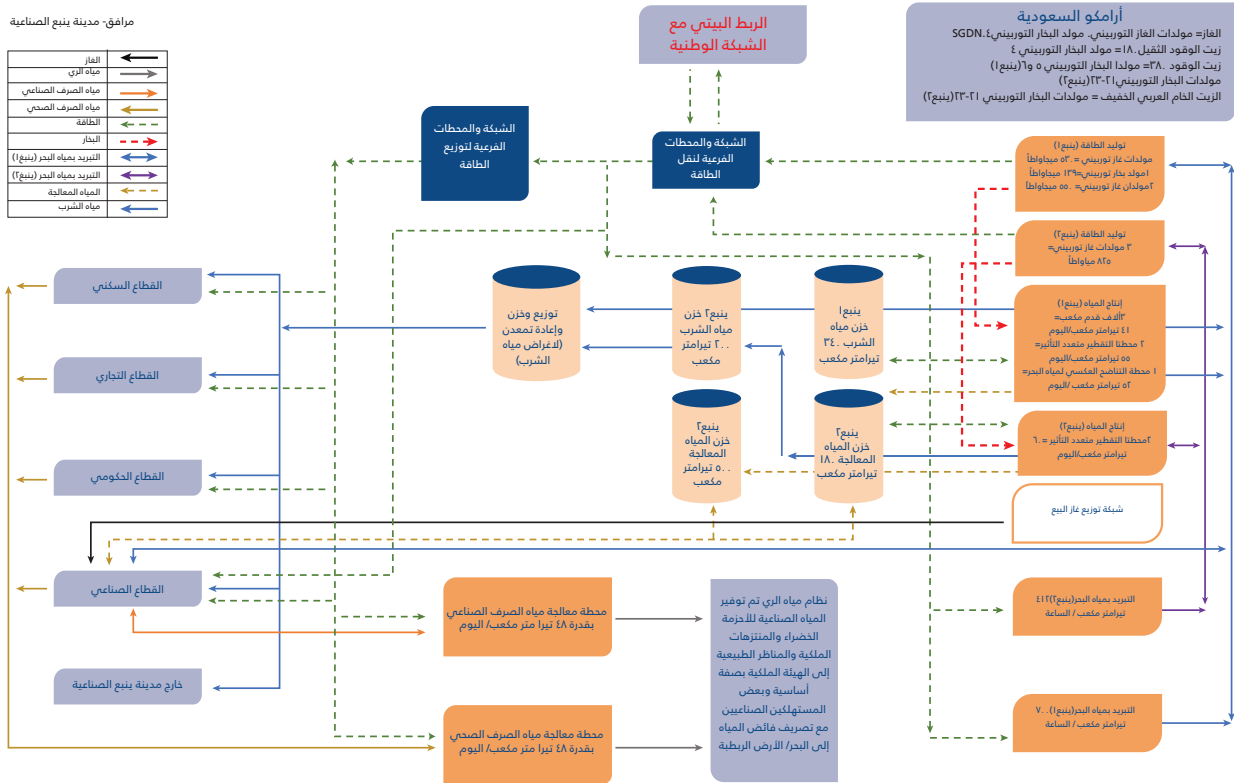 مرافق- مدينة ينبع الصناعية
الغاز
مياه الري
مياه الصرف الصناعي
مياه الصرف الصحي
الطاقة
البخار
التبريد بمياه البحر (ينبع١)
التبريد بمياه البحر (ينبع٢)
المياه المعالجة
مياه الشرب
الربط البيتي مع
الشبكة الوطنية
أرامكو السعودية
الغاز= مولدات الغاز التوربيني. مولد البخار التوربيني٤.SGDN
زيت الوقود الثقيل ١٨٠= مولد البخار التوربيني ٤
زيت الوقود ٣٨٠= مولدا البخار التوربيني ٥ و٦(ينبع١)
مولدات البخار التوربيني٢١-٢٣(ينبع٢)
الزيت الخام العربي الخفيف = مولدات البخار التوربيني ٢١-٢٣(ينبع٢)
الشبكة والمحطات
الفرعية لتوزيع
الطاقة
الشبكة والمحطات
الفرعية لنقل
الطاقة
توليد الطاقة (ينبع١)
مولدات غاز توربيني= ٥٣٠ ميجاواطأ
١مولد بخار توربيني=١٣٩ ميجاواطأ
٢مولدان غاز توربيني= ٥٥٠ ميجاواطأ
توليد الطاقة (ينبع٢)
٣ مولدات غاز توربيني=
٨٢٥ مياواطأ
القطاع السكني
القطاع التجاري
القطاع الحكومي
القطاع الصناعي
خارج مدينة ينبع الصناعية
توزيع وخزن
وإعادة تمعدن
(لاغراض مياه
الشرب)
ينبع٢ خزن
مياه الشرب
٢٠٠ تيرامتر
مكعب
ينبع١
خزن مياه
الشرب ٣٤٠
تيرامتر مكعب
إنتاج المياه (ينبع١)
٣ألاف قدم مكعب=
٤١ تيرامتر مكعب/اليوم
٢ محطتا التقطير متعدد التأثير=
٥٥ تيرامتر مكعب/اليوم
١ محطة التناضح العكسي لمياه البحر=
٥٢ تيرامتر مكعب /اليوم
ينبع٢
خزن المياه
المعالجة
٥٠٠ تيرامتر
مكعب
ينبع٢
خزن المياه
المعالجة ١٨٠
تيرامتر مكعب
إنتاج المياه (ينبع٢)
٢محطتا التقطير متعدد التأثير = ٦٠
تيرامتر مكعب/اليوم
شبكة توزيع غاز البيع
محطة معالجة مياه الصرف الصناعي
بقدرة ٤٨ تيرا متر مكعب/ اليوم
محطة معالجة مياه الصرف الصحي
بقدرة ٤٨ تيرا متر مكعب/ اليوم
نظام مياه الري تم توفير
المياه الصناعية للأحزمة
الخضراء والمنتزهات
الملكية والمناظر الطبيعية
إلى الهيئة الملكية بصفة
أساسية وبعض
المستهلكين الصناعيين
مع تصريف فائض المياه
إلى البحر/ الأرض الربطبة
التبريد بمياه البحر(ينبع٢)٤١٢
تيرامتر مكعب / الساعة
التبريد بمياه البحر(ينبع١)٧٠٠
تيرامتر مكعب / الساعة